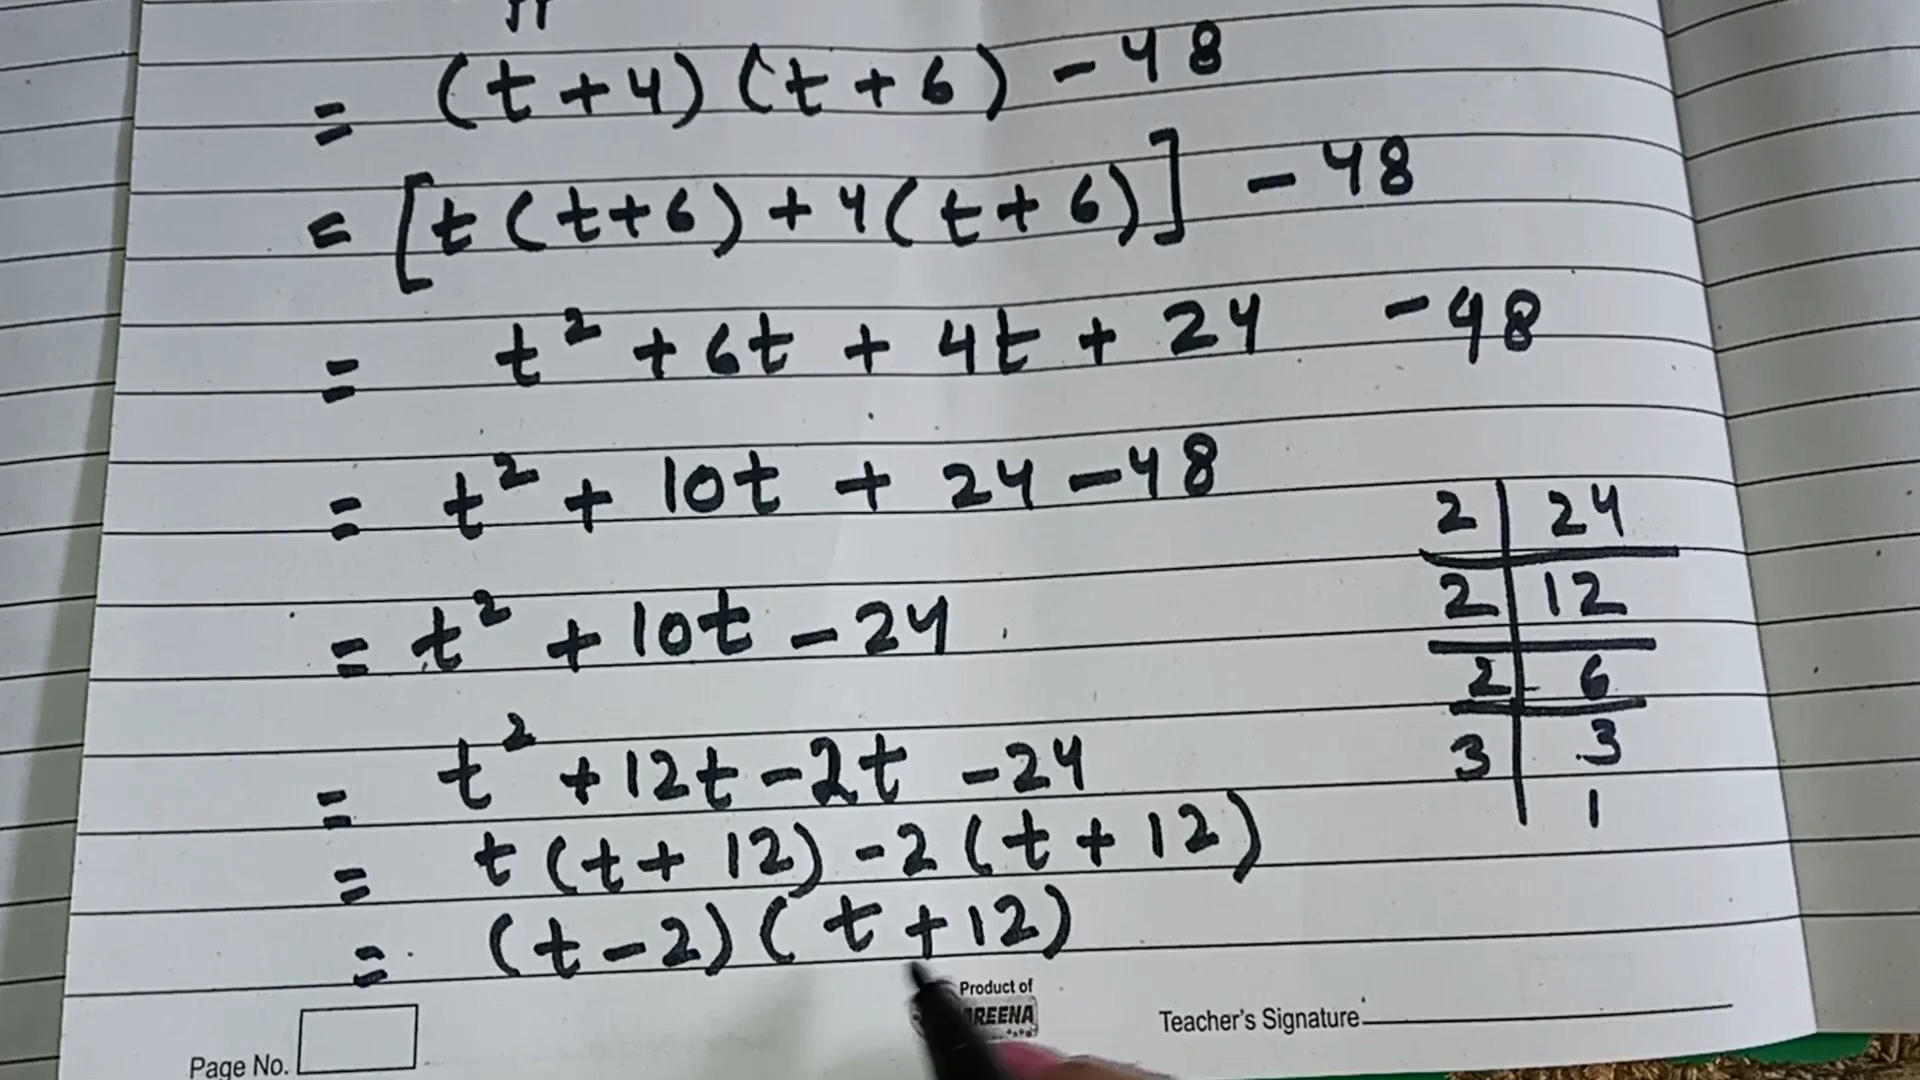 = (t + 4) (t + 6) - 48
= [t (t+6) + 4 (t + 6)] - 48
= t² + 6t + 4t + 24 - 48
= t² + 10t + 24 - 48
= t² + 10t - 24
= t² + 12t - 2t - 24
= t (t + 12) - 2 (t + 12)
= (t - 2) (t + 12)
2 | 24
2 | 12
2 | 6
3 | 3
| 1
Product of
Teacher's Signature
Page No.